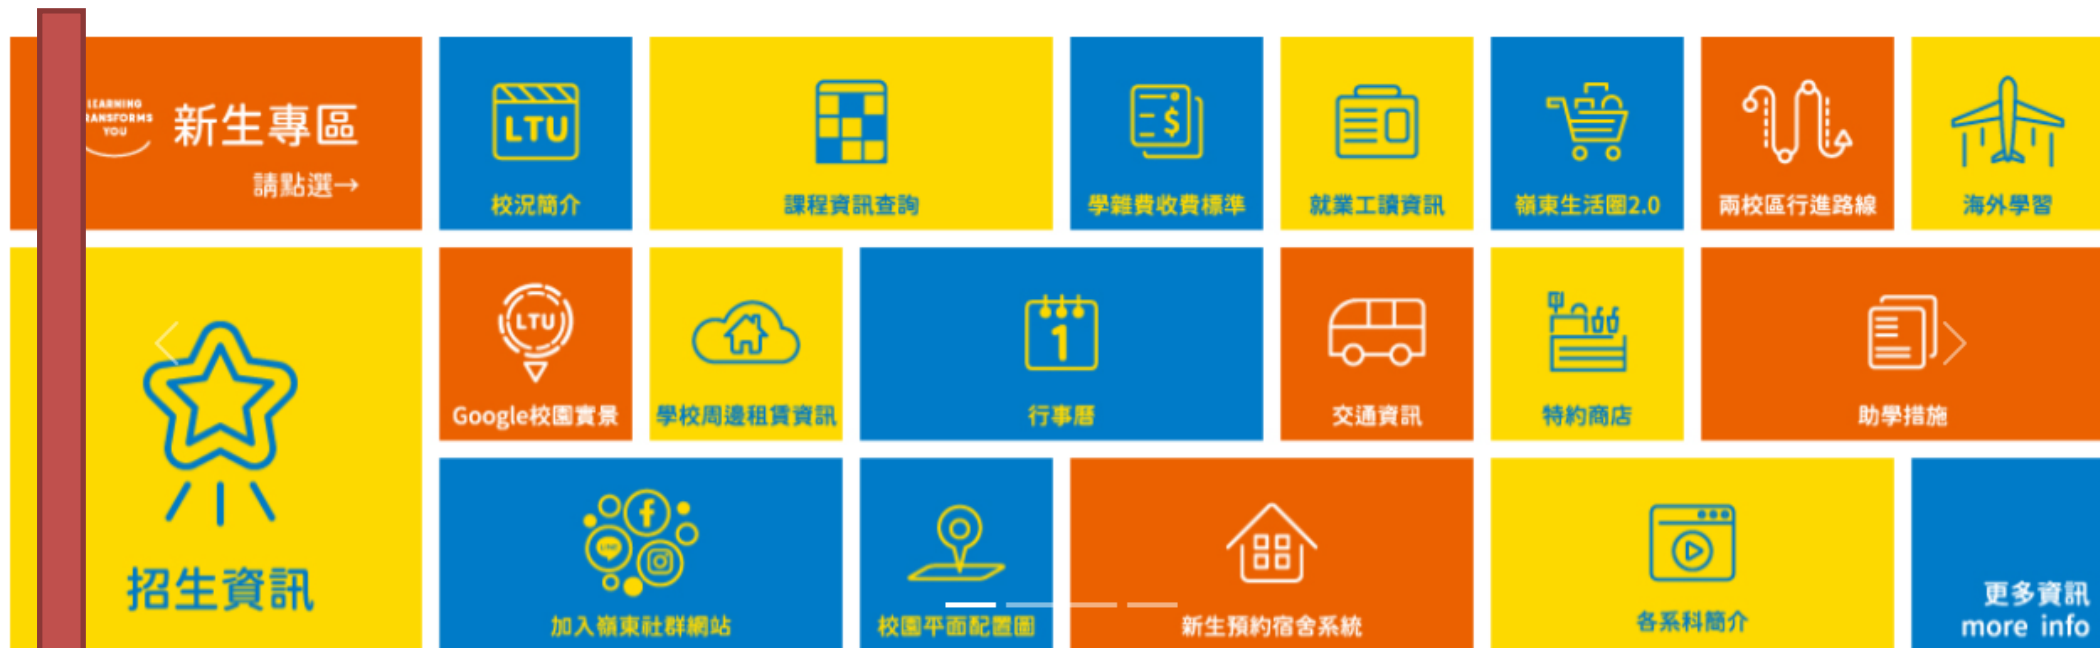 LEARNING
RANSFORMS
YOU
新生專區
請點選→
LTU
校況簡介
課程資訊查詢
$
學雜費收費標準
就業工讀資訊
嶺東生活圈2.0
兩校區行進路線
海外學習
招生資訊
LTU
Google校園實景
學校周邊租賃資訊
1
行事曆
交通資訊
特約商店
助學措施
f
LINE
加入嶺東社群網站
校園平面配置圖
新生預約宿舍系統
各系科簡介
更多資訊
more info